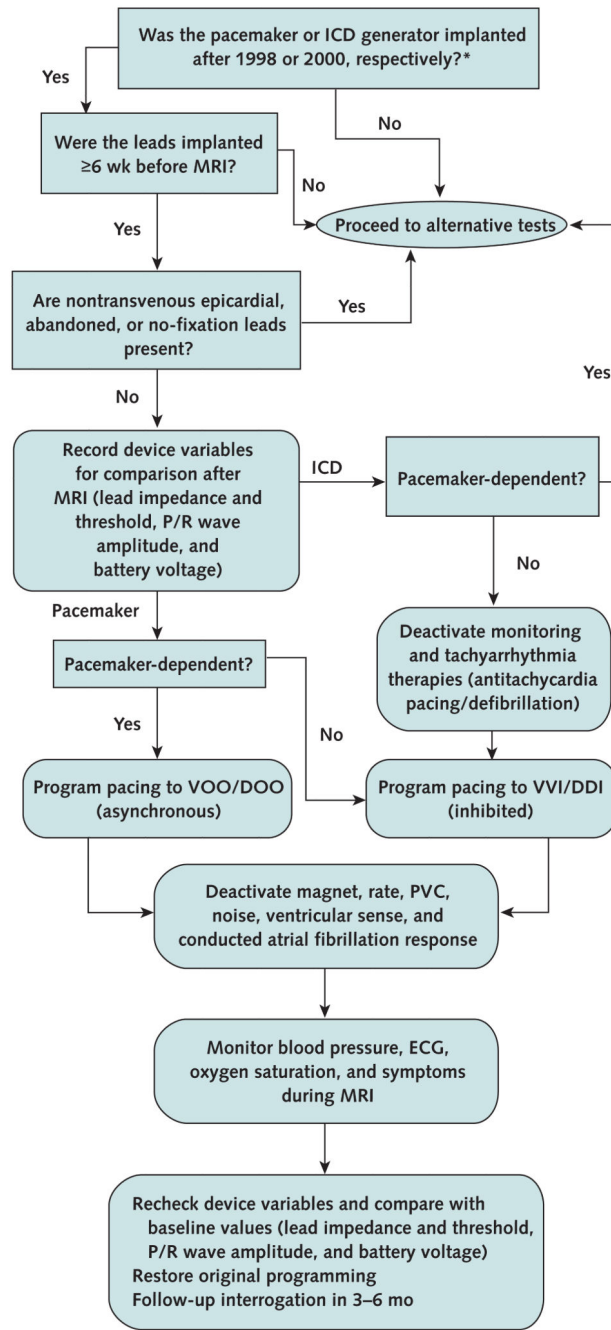 Was the pacemaker or ICD generator implanted
after 1998 or 2000, respectively?*
Yes
No
Were the leads implanted
≥6 wk before MRI?
No
Proceed to alternative tests
Yes
Are nontransvenous epicardial,
abandoned, or no-fixation leads
present?
Yes
Yes
No
Record device variables
for comparison after
MRI (lead impedance and
threshold, P/R wave
amplitude, and
battery voltage)
ICD
Pacemaker-dependent?
No
Pacemaker
Deactivate monitoring
and tachyarrhythmia
therapies (antitachycardia
pacing/defibrillation)
Pacemaker-dependent?
Yes
No
Program pacing to VOO/DOO
(asynchronous)
Program pacing to VVI/DDI
(inhibited)
Deactivate magnet, rate, PVC,
noise, ventricular sense, and
conducted atrial fibrillation response
Monitor blood pressure, ECG,
oxygen saturation, and symptoms
during MRI
Recheck device variables and compare with
baseline values (lead impedance and threshold,
P/R wave amplitude, and battery voltage)
Restore original programming
Follow-up interrogation in 3–6 mo